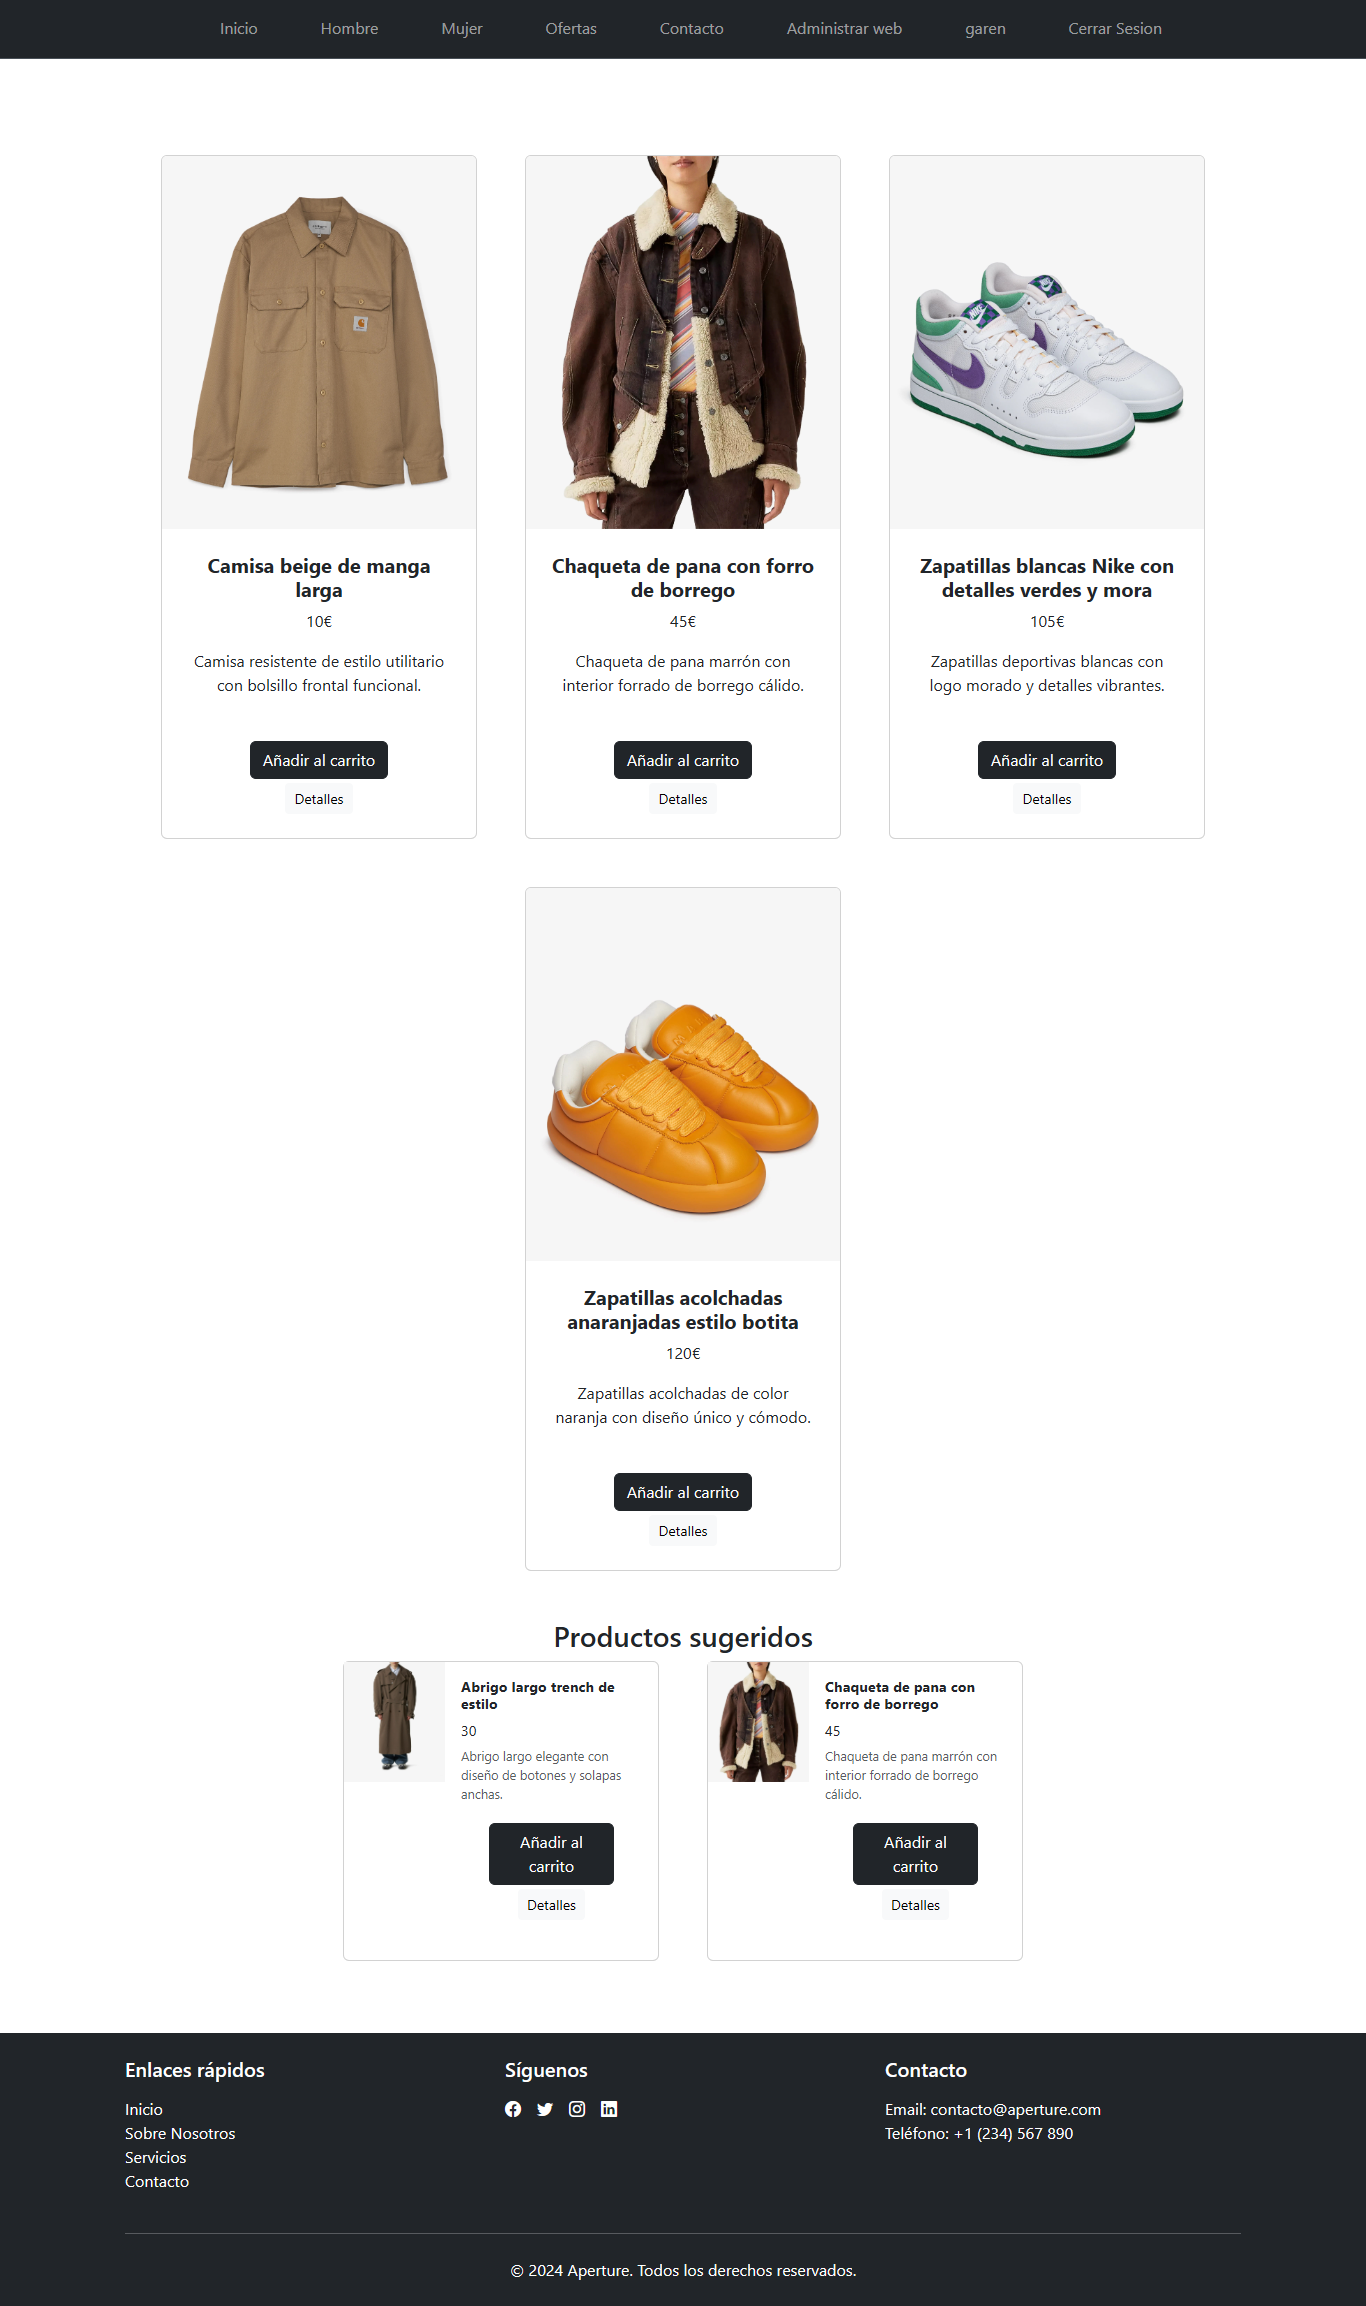 Inicio Hombre Mujer Ofertas Contacto Administrar web garen Cerrar Sesion
Camisa beige de manga
larga
10€
Camisa resistente de estilo utilitario
con bolsillo frontal funcional.
Añadir al carrito
Detalles
Chaqueta de pana con forro
de borrego
45€
Chaqueta de pana marrón con
interior forrado de borrego cálido.
Añadir al carrito
Detalles
Zapatillas blancas Nike con
detalles verdes y mora
105€
Zapatillas deportivas blancas con
logo morado y detalles vibrantes.
Añadir al carrito
Detalles
Zapatillas acolchadas
anaranjadas estilo botita
120€
Zapatillas acolchadas de color
naranja con diseño único y cómodo.
Añadir al carrito
Detalles
Productos sugeridos
Abrigo largo trench de
estilo
30
Abrigo largo elegante con
diseño de botones y solapas
anchas.
Añadir al
carrito
Detalles
Chaqueta de pana con
forro de borrego
45
Chaqueta de pana marrón con
interior forrado de borrego
cálido.
Añadir al
carrito
Detalles
Enlaces rápidos
Inicio
Sobre Nosotros
Servicios
Contacto
Síguenos
Contacto
Email: contacto@aperture.com
Teléfono: +1 (234) 567 890
© 2024 Aperture. Todos los derechos reservados.